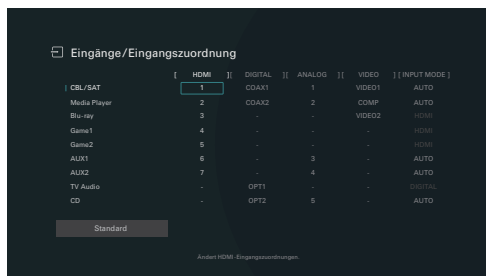 Eingänge/Eingangszuordnung
[ HDMI ][ DIGITAL ][ ANALOG ][ VIDEO ][ INPUT MODE ]
CBL/SAT 1 COAX1 1 VIDEO1 AUTO
Media Player 2 COAX2 2 COMP AUTO
Blu-ray 3 - - VIDEO2 HDMI
Game1 4 - - - HDMI
Game2 5 - - - HDMI
AUX1 6 - 3 - AUTO
AUX2 7 - 4 - AUTO
TV Audio - OPT1 - - DIGITAL
CD - OPT2 5 - AUTO
Standard
Ändert HDMI-Eingangszuordnungen.